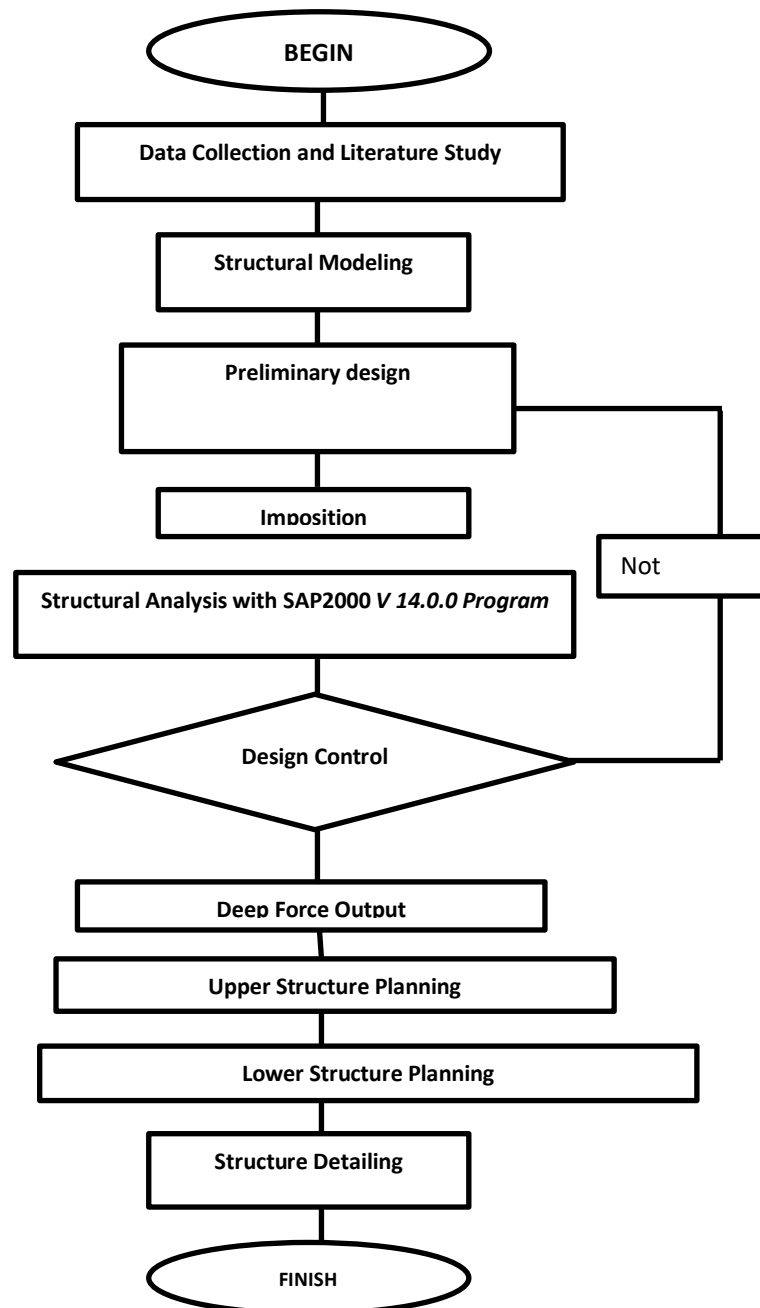 BEGIN
Data Collection and Literature Study
Structural Modeling
Preliminary design
Imposition
Not
Structural Analysis with SAP2000 V 14.0.0 Program
Design Control
Deep Force Output
Upper Structure Planning
Lower Structure Planning
Structure Detailing
FINISH